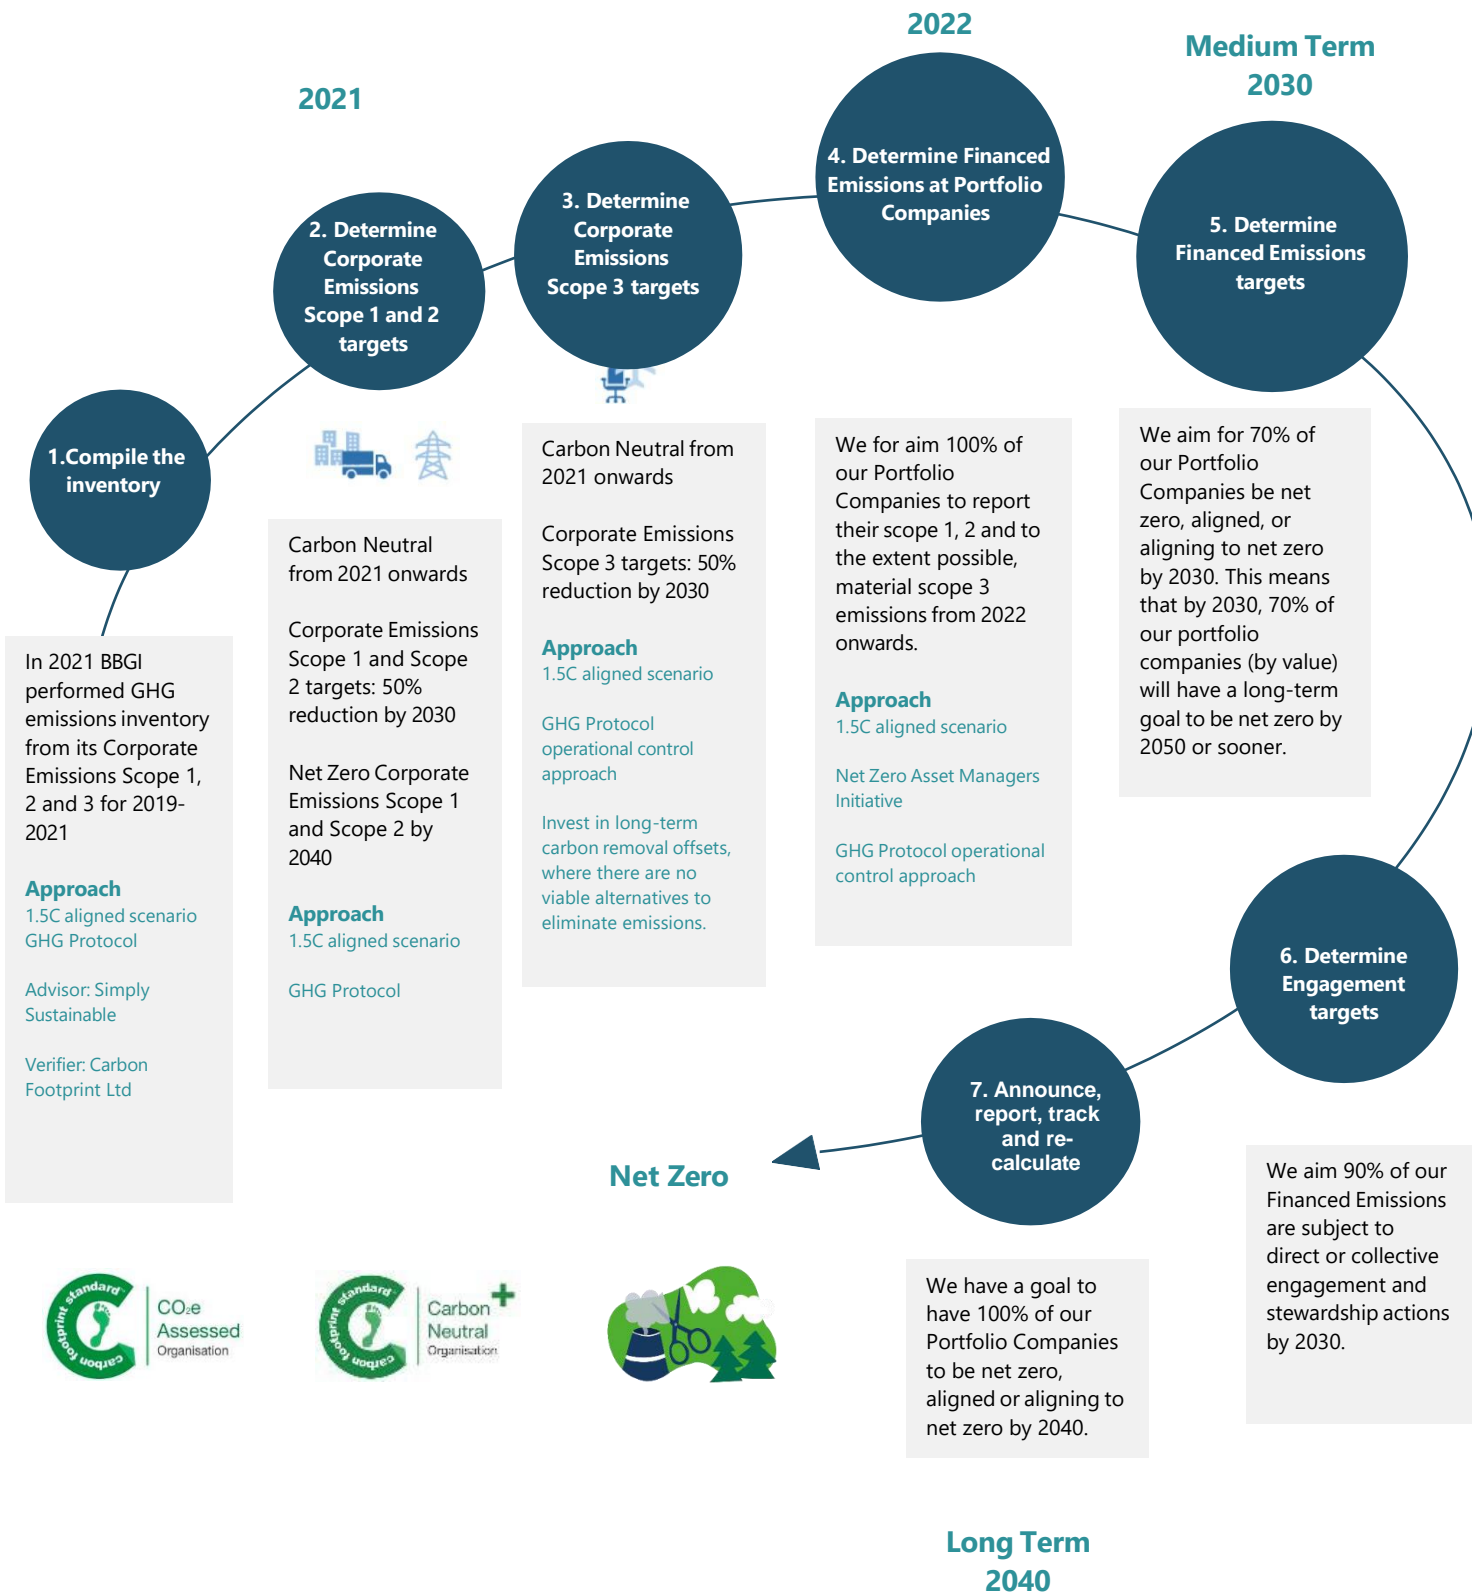 2021
2022
Medium Term
2030
1.Compile the
inventory
In 2021 BBGI
performed GHG
emissions inventory
from its Corporate
Emissions Scope 1,
2 and 3 for 2019-
2021
Approach
1.5C aligned scenario
GHG Protocol
Advisor: Simply
Sustainable
Verifier: Carbon
Footprint Ltd
2. Determine
Corporate
Emissions
Scope 1 and 2
targets
Carbon Neutral
from 2021 onwards
Corporate Emissions
Scope 1 and Scope
2 targets: 50%
reduction by 2030
Net Zero Corporate
Emissions Scope 1
and Scope 2 by
2040
Approach
1.5C aligned scenario
GHG Protocol
3. Determine
Corporate
Emissions
Scope 3 targets
Carbon Neutral from
2021 onwards
Corporate Emissions
Scope 3 targets: 50%
reduction by 2030
Approach
1.5C aligned scenario
GHG Protocol
operational control
approach
Invest in long-term
carbon removal offsets,
where there are no
viable alternatives to
eliminate emissions.
4. Determine Financed
Emissions at Portfolio
Companies
We for aim 100% of
our Portfolio
Companies to report
their scope 1, 2 and to
the extent possible,
material scope 3
emissions from 2022
onwards.
Approach
1.5C aligned scenario
Net Zero Asset Managers
Initiative
GHG Protocol operational
control approach
5. Determine
Financed Emissions
targets
We aim for 70% of
our Portfolio
Companies be net
zero, aligned, or
aligning to net zero
by 2030. This means
that by 2030, 70% of
our portfolio
companies (by value)
will have a long-term
goal to be net zero by
2050 or sooner.
6. Determine
Engagement
targets
We aim 90% of our
Financed Emissions
are subject to
direct or collective
engagement and
stewardship actions
by 2030.
7. Announce,
report, track
and re-
calculate
We have a goal to
have 100% of our
Portfolio Companies
to be net zero,
aligned or aligning to
net zero by 2040.
Net Zero
carbon footprint standard
CO₂e
Assessed
Organisation
carbon footprint standard
Carbon
Neutral
Organisation
Long Term
2040